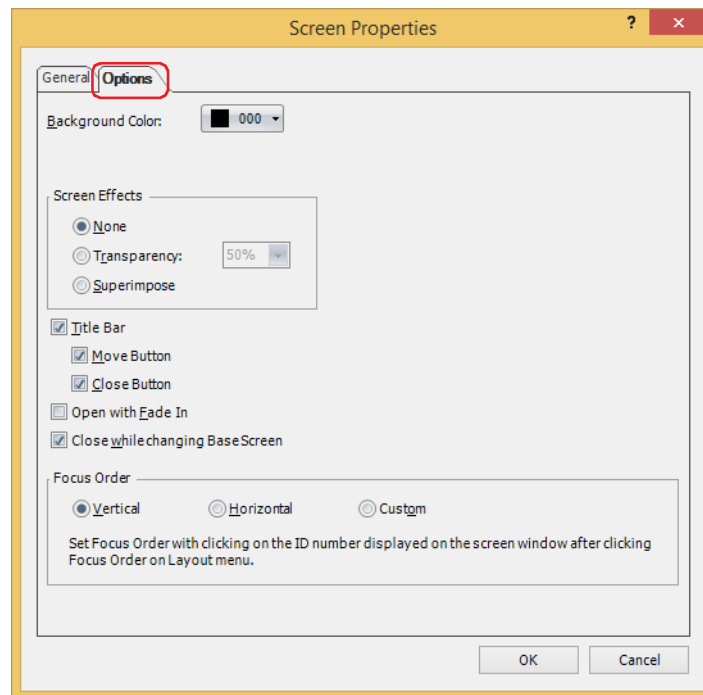 Screen Properties
?
General
Options
Background Color:
000
Screen Effects
None
Transparency:
50%
Superimpose
Title Bar
Move Button
Close Button
Open with Fade In
Close while changing Base Screen
Focus Order
Vertical
Horizontal
Custom
Set Focus Order with clicking on the ID number displayed on the screen window after clicking
Focus Order on Layout menu.
OK
Cancel